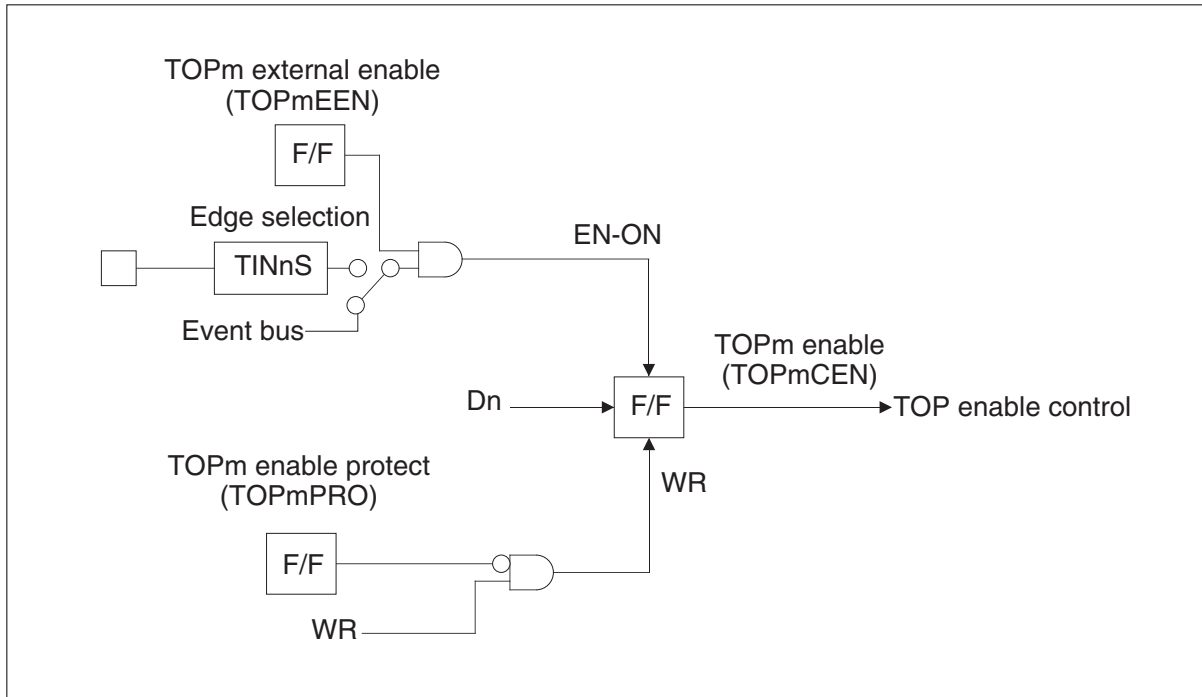 TOPm external enable
(TOPmEEN)
F/F
Edge selection
TINnS
EN-ON
Event bus
TOPm enable
(TOPmCEN)
Dn
F/F
TOP enable control
TOPm enable protect
(TOPmPRO)
WR
F/F
WR